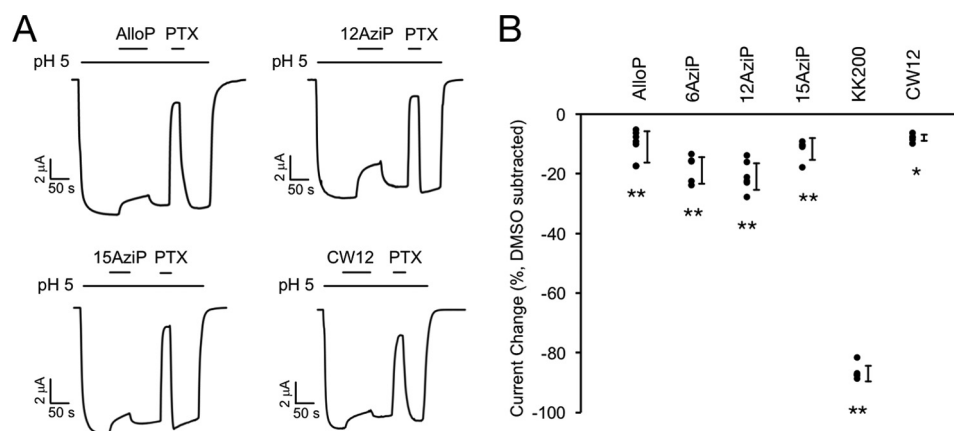 A
AlloP PTX
pH 5
2 μA
50 s
12AziP PTX
pH 5
2 μA
50 s
15AziP PTX
pH 5
2 μA
50 s
CW12 PTX
pH 5
2 μA
50 s
B
AlloP
6AziP
12AziP
15AziP
KK200
CW12
Current Change (%, DMSO subtracted)
0
-20
-40
-60
-80
-100
**
**
**
**
**
*